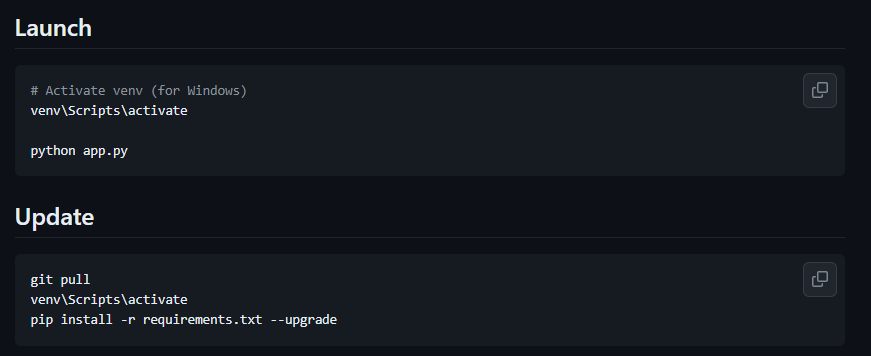 Launch
# Activate venv (for Windows)
venv\Scripts\activate
python app.py
Update
git pull
venv\Scripts\activate
pip install -r requirements.txt --upgrade